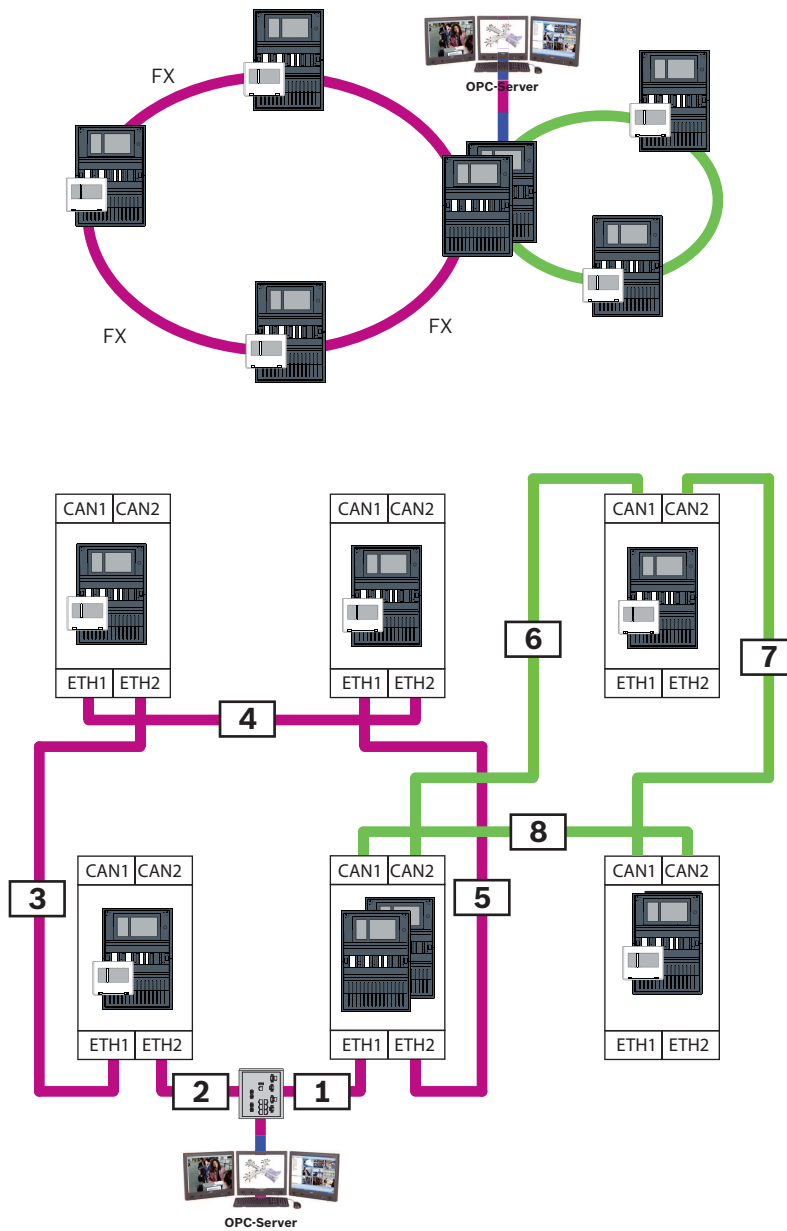 FX
OPC-Server
FX
FX
CAN1 CAN2
CAN1 CAN2
CAN1 CAN2
6
7
ETH1 ETH2
ETH1 ETH2
ETH1 ETH2
4
8
CAN1 CAN2
CAN1 CAN2
CAN1 CAN2
3
5
ETH1 ETH2
ETH1 ETH2
ETH1 ETH2
2
1
OPC-Server